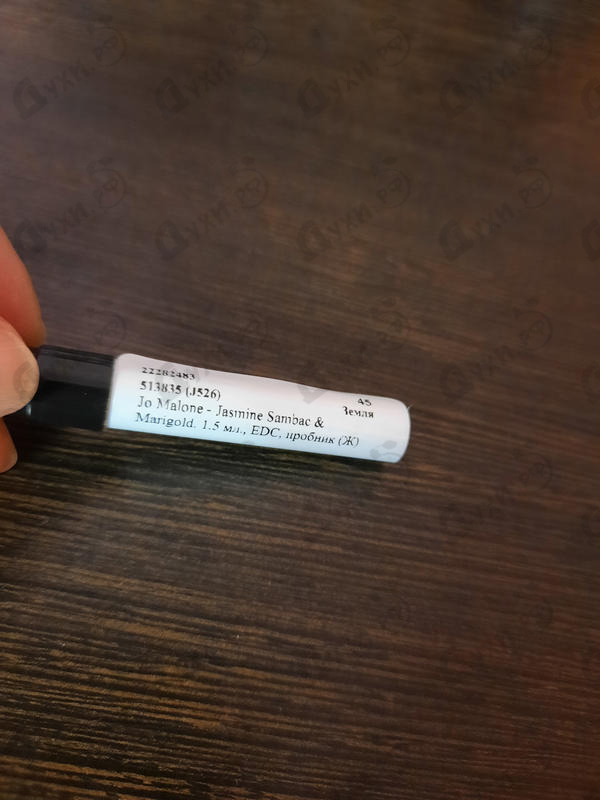 22282483
513835 (J526)
45
Земля
Jo Malone - Jasmine Sambac &
Marigold. 1.5 мл., EDC, пробник (Ж)